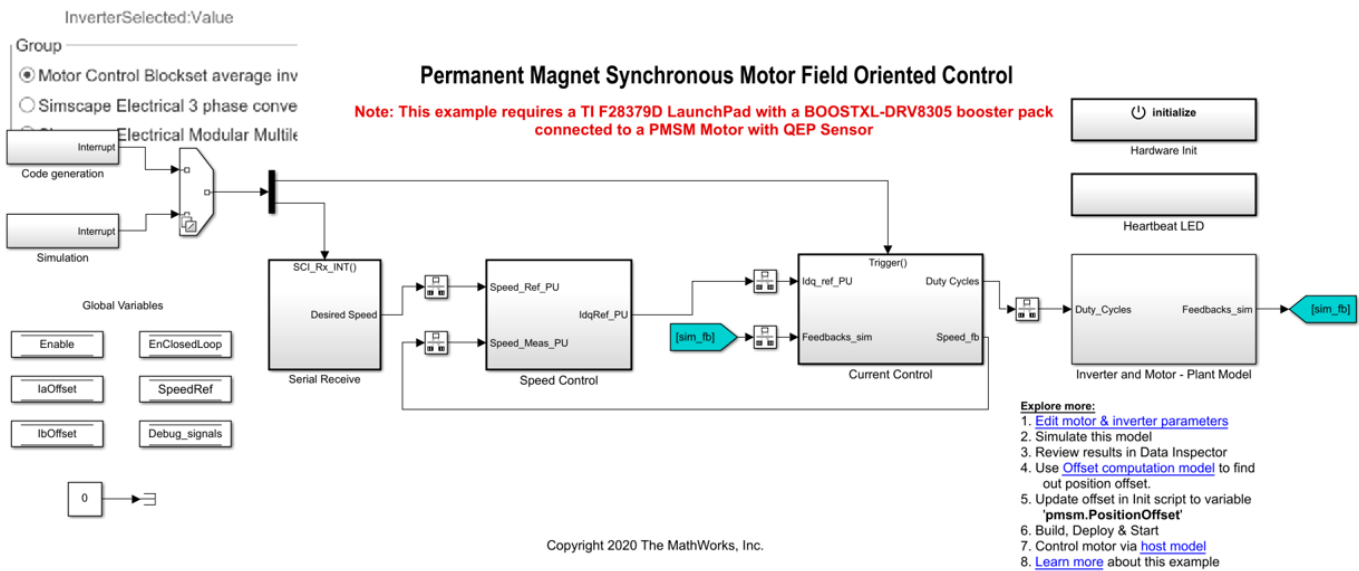 InverterSelected:Value
Group
Motor Control Blockset average inv
Simscape Electrical 3 phase conve
Electrical Modular Multile
Permanent Magnet Synchronous Motor Field Oriented Control
Note: This example requires a TI F28379D LaunchPad with a BOOSTXL-DRV8305 booster pack
connected to a PMSM Motor with QEP Sensor
initialize
Hardware Init
Heartbeat LED
Interrupt
Code generation
Interrupt
Simulation
SCI_Rx_INT()
Desired Speed
Serial Receive
Speed_Ref_PU
IdqRef_PU
Speed_Meas_PU
Speed Control
[sim_fb]
Trigger()
Idq_ref_PU
Duty Cycles
Feedbacks_sim
Speed_fb
Current Control
Duty_Cycles
Feedbacks_sim
Inverter and Motor - Plant Model
[sim_fb]
Global Variables
Enable
EnClosedLoop
IaOffset
SpeedRef
IbOffset
Debug_signals
0
Explore more:
1. Edit motor & inverter parameters
2. Simulate this model
3. Review results in Data Inspector
4. Use Offset computation model to find
out position offset.
5. Update offset in Init script to variable
'pmsm.PositionOffset'
6. Build, Deploy & Start
7. Control motor via host model
8. Learn more about this example
Copyright 2020 The MathWorks, Inc.